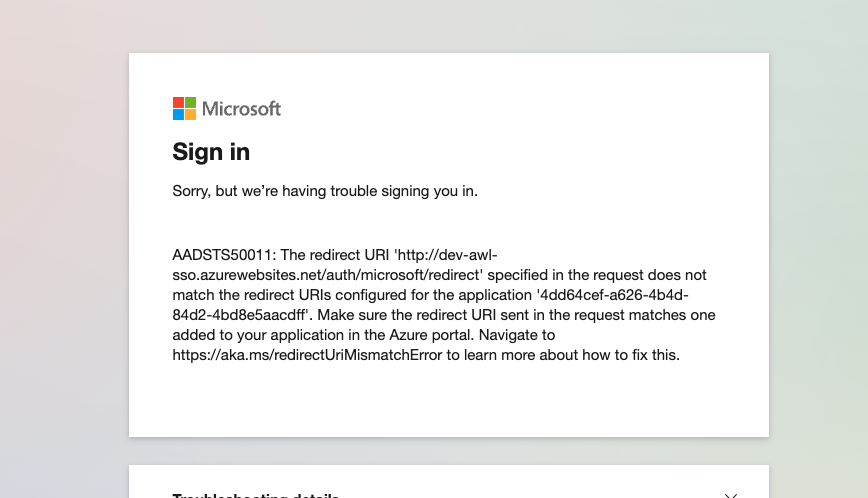 Microsoft
Sign in
Sorry, but we're having trouble signing you in.
AADSTS50011: The redirect URI 'http://dev-awl-
sso.azurewebsites.net/auth/microsoft/redirect' specified in the request does not
match the redirect URIs configured for the application '4dd64cef-a626-4b4d-
84d2-4bd8e5aacdff'. Make sure the redirect URI sent in the request matches one
added to your application in the Azure portal. Navigate to
https://aka.ms/redirectUriMismatchError to learn more about how to fix this.
Troubleshooting details